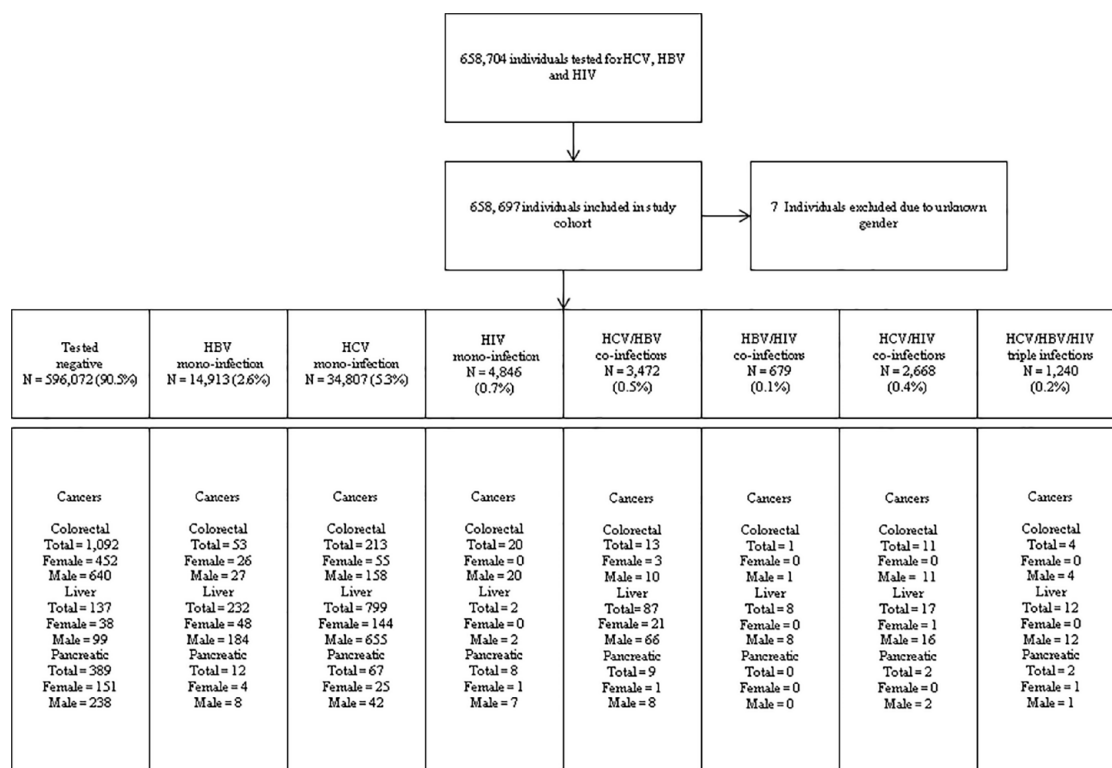 658,704 individuals tested for HCV, HBV
and HIV
658, 697 individuals included in study
cohort
7 Individuals excluded due to unknown
gender
Tested
negative
N = 596,072 (90.5%)
HBV
mono-infection
N = 14,913 (2.6%)
HCV
mono-infection
N = 34,807 (5.3%)
HIV
mono-infection
N = 4,846
(0.7%)
HCV/HBV
co-infections
N = 3,472
(0.5%)
HBV/HIV
co-infections
N = 679
(0.1%)
HCV/HIV
co-infections
N = 2,668
(0.4%)
HCV/HBV/HIV
triple infections
N = 1,240
(0.2%)
Cancers
Colorectal
Total = 1,092
Female = 452
Male = 640
Liver
Total = 137
Female = 38
Male = 99
Pancreatic
Total = 389
Female = 151
Male = 238
Cancers
Colorectal
Total = 53
Female = 26
Male = 27
Liver
Total = 232
Female = 48
Male = 184
Pancreatic
Total = 12
Female = 4
Male = 8
Cancers
Colorectal
Total = 213
Female = 55
Male = 158
Liver
Total = 799
Female = 144
Male = 655
Pancreatic
Total = 67
Female = 25
Male = 42
Cancers
Colorectal
Total = 20
Female = 0
Male = 20
Liver
Total = 2
Female = 0
Male = 2
Pancreatic
Total = 8
Female = 1
Male = 7
Cancers
Colorectal
Total = 13
Female = 3
Male = 10
Liver
Total = 87
Female = 21
Male = 66
Pancreatic
Total = 9
Female = 1
Male = 8
Cancers
Colorectal
Total = 1
Female = 0
Male = 1
Liver
Total = 8
Female = 0
Male = 8
Pancreatic
Total = 0
Female = 0
Male = 0
Cancers
Colorectal
Total = 11
Female = 0
Male = 11
Liver
Total = 17
Female = 1
Male = 16
Pancreatic
Total = 2
Female = 0
Male = 2
Cancers
Colorectal
Total = 4
Female = 0
Male = 4
Liver
Total = 12
Female = 0
Male = 12
Pancreatic
Total = 2
Female = 1
Male = 1